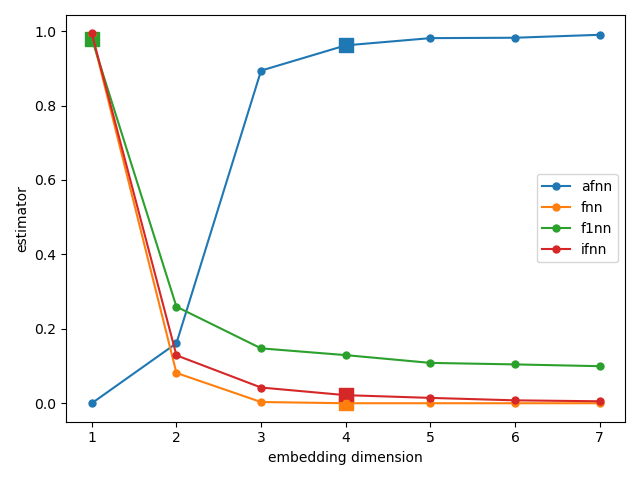 1.0
0.8
0.6
0.4
0.2
0.0
estimator
1 2 3 4 5 6 7
embedding dimension
afnn
fnn
f1nn
ifnn